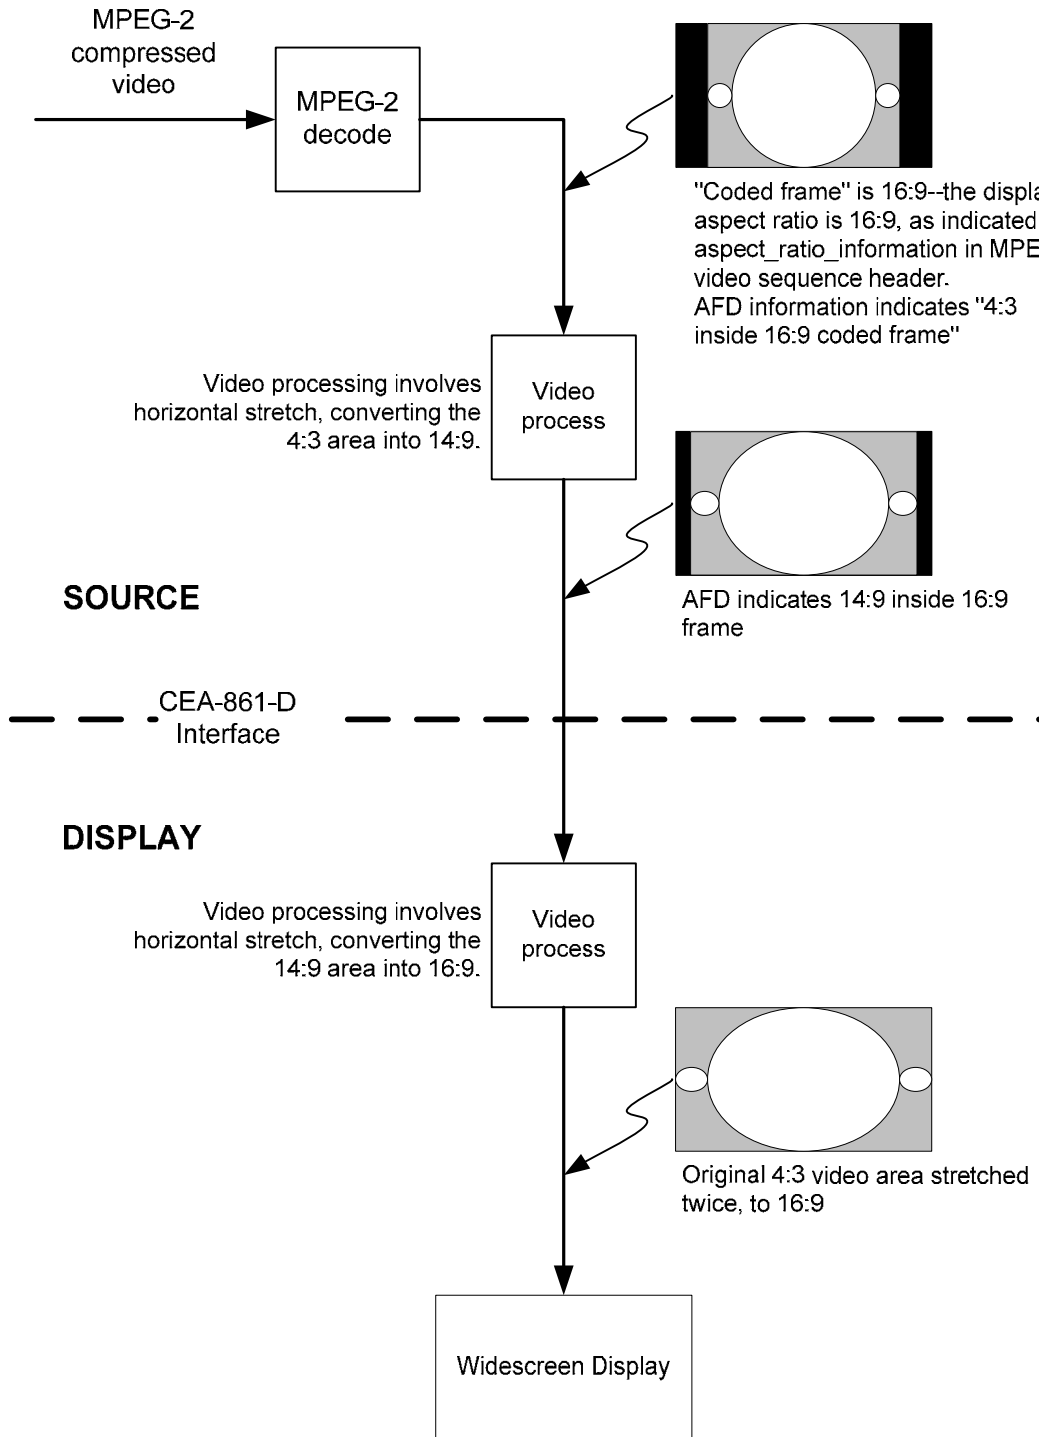 MPEG-2
compressed
video
MPEG-2
decode
"Coded frame" is 16:9--the
aspect ratio is 16:9, as indicated
aspect_ratio_information in
video sequence header.
AFD information indicates "4:3
inside 16:9 coded frame"
Video processing involves
horizontal stretch, converting the
4:3 area into 14:9.
Video
process
AFD indicates 14:9 inside 16:9
frame
SOURCE
CEA-861-D
Interface
DISPLAY
Video processing involves
horizontal stretch, converting the
14:9 area into 16:9.
Video
process
Original 4:3 video area stretched
twice, to 16:9
Widescreen Display